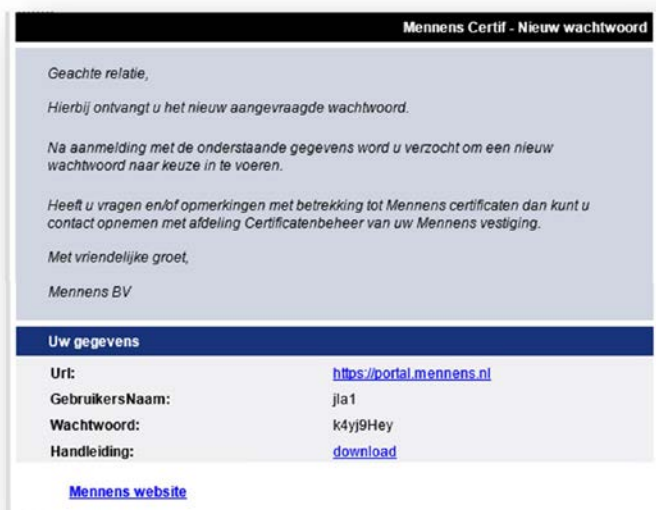 Mennens Certif - Nieuw wachtwoord
Geachte relatie,
Hierbij ontvangt u het nieuw aangevraagde wachtwoord.
Na aanmelding met de onderstaande gegevens word u verzocht om een nieuw
wachtwoord naar keuze in te voeren.
Heeft u vragen en/of opmerkingen met betrekking tot Mennens certificaten dan kunt u
contact opnemen met afdeling Certificatenbeheer van uw Mennens vestiging.
Met vriendelijke groet,
Mennens BV
Uw gegevens
Url: https://portal.mennens.nl
GebruikersNaam: jla1
Wachtwoord: k4yj9Hey
Handleiding: download
Mennens website